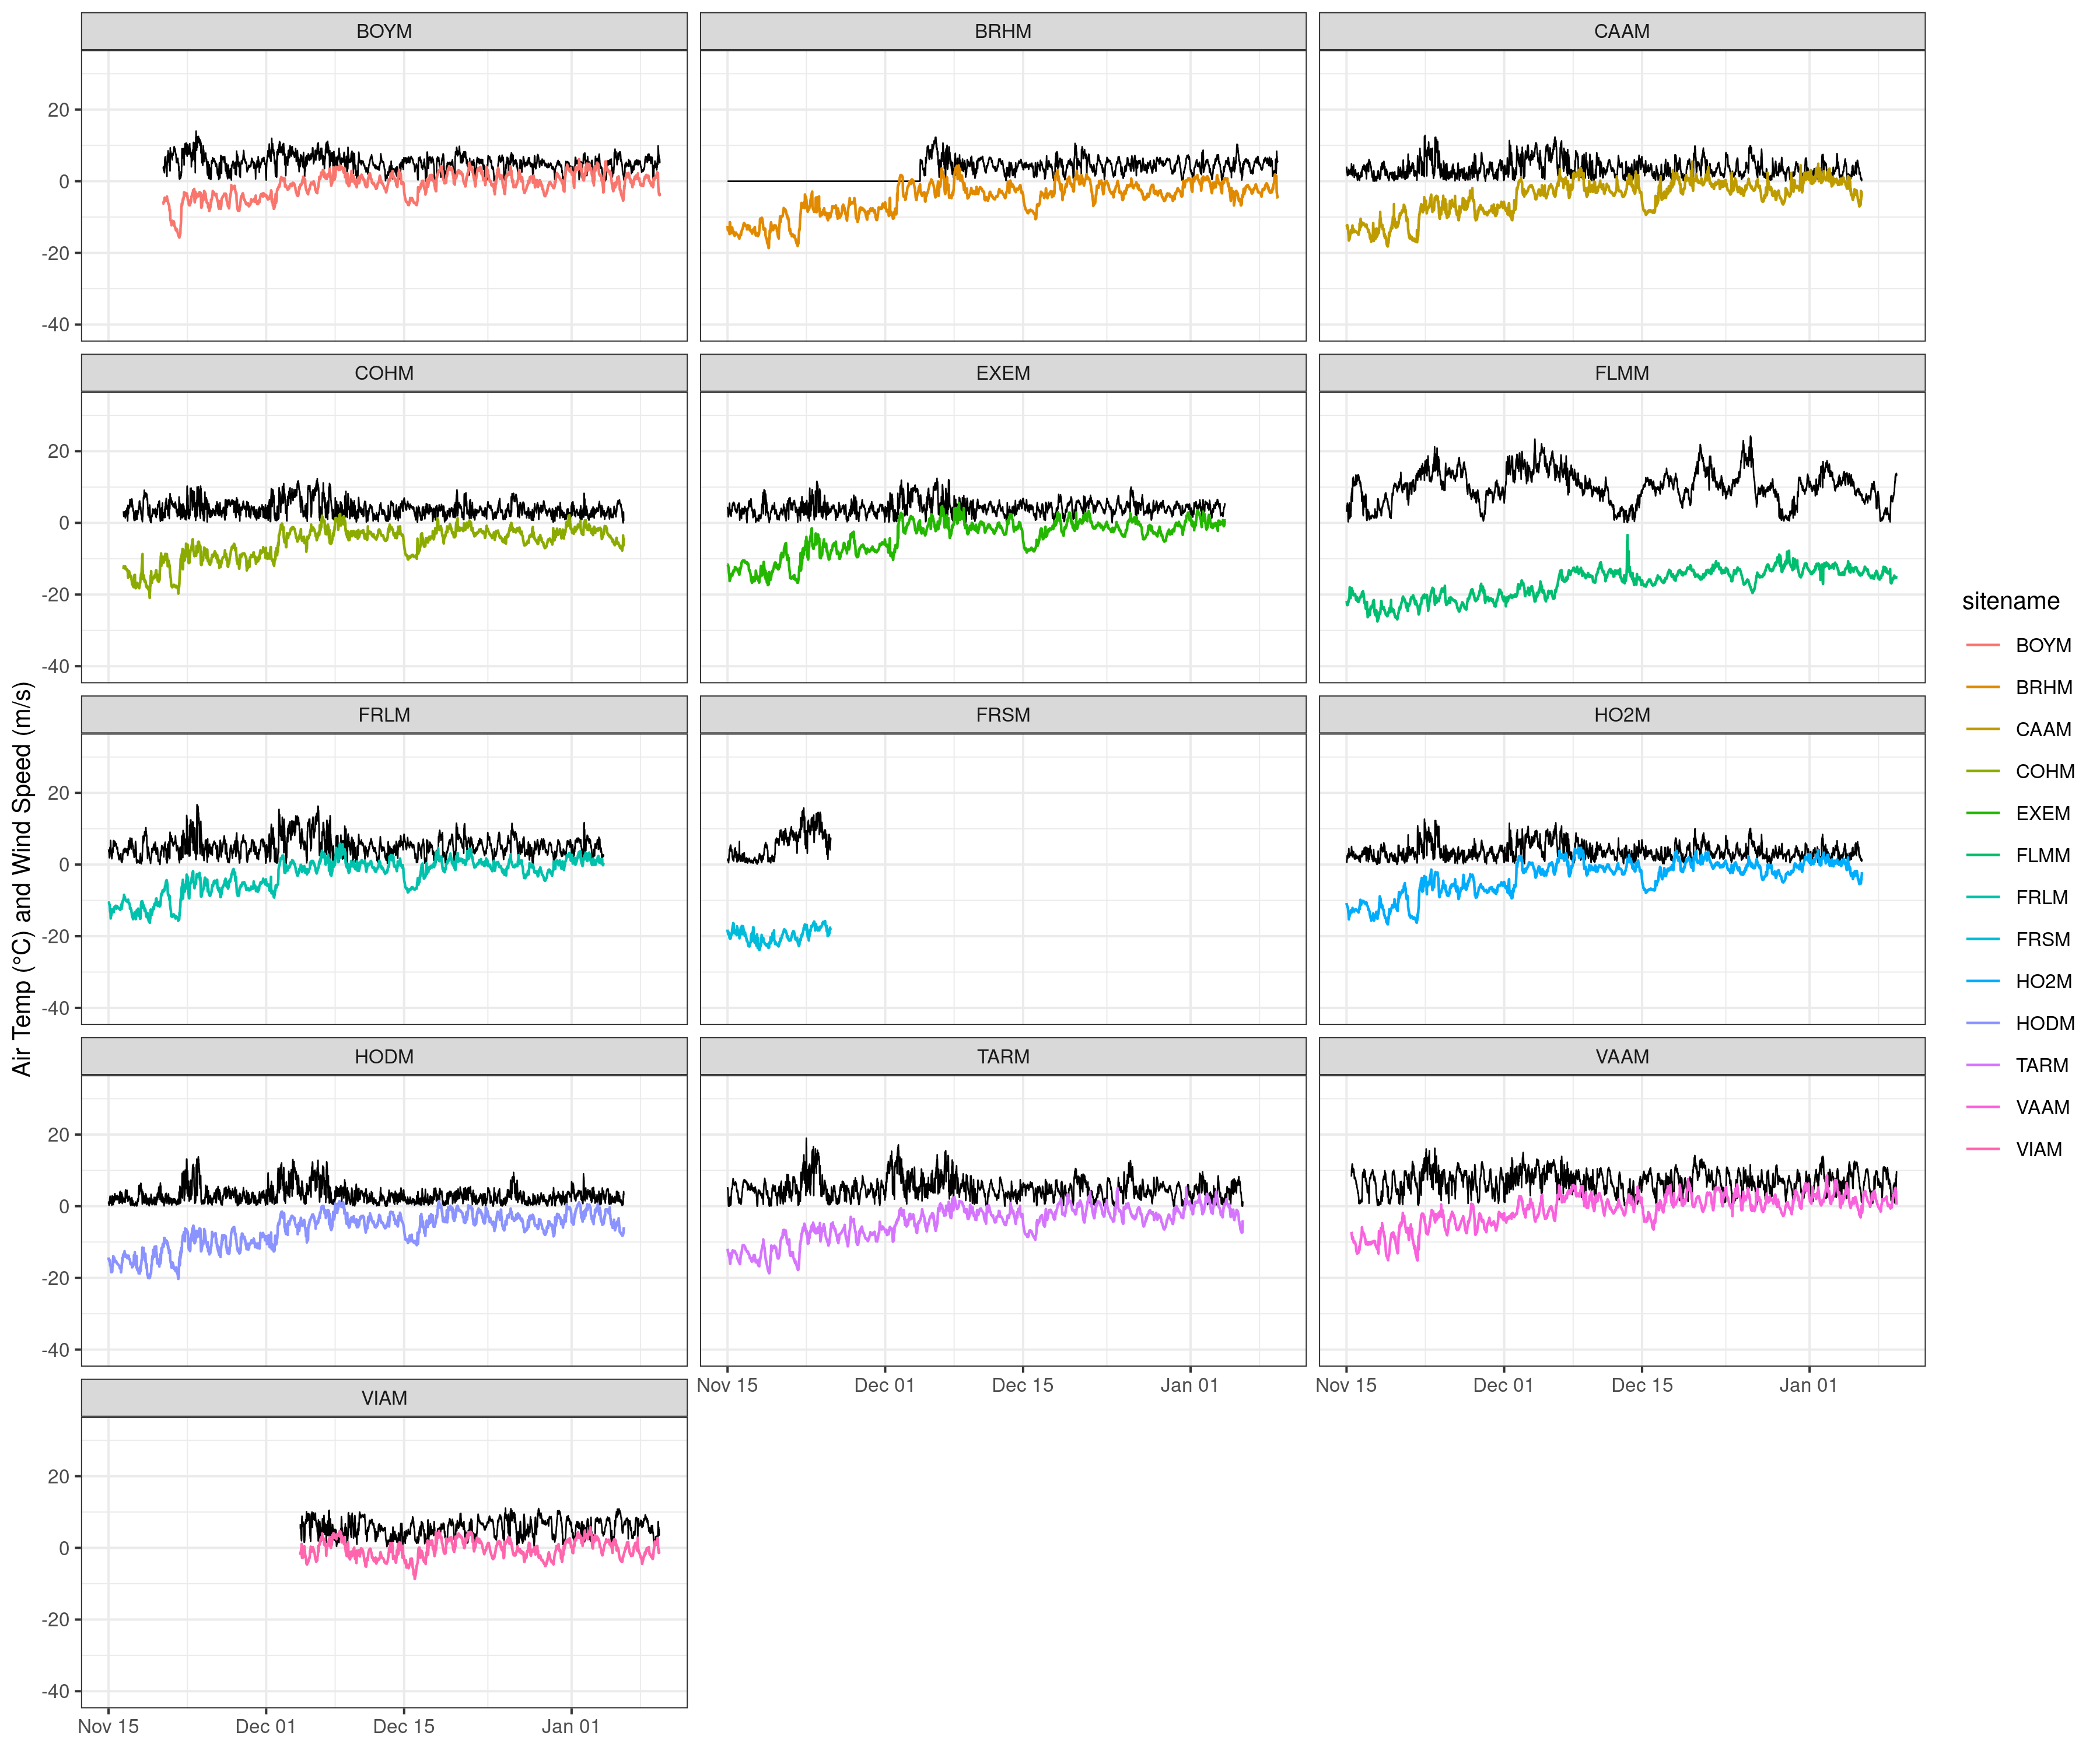 BOYM
BRHM
CAAM
20
0
-20
-40
COHM
EXEM
FLMM
20
0
-20
-40
FRLM
FRSM
HO2M
20
0
-20
-40
HODM
TARM
VAAM
20
0
-20
-40
Nov 15
Dec 01
Dec 15
Jan 01
Nov 15
Dec 01
Dec 15
Jan 01
VIAM
20
0
-20
-40
Nov 15
Dec 01
Dec 15
Jan 01
Air Temp (°C) and Wind Speed (m/s)
sitename
BOYM
BRHM
CAAM
COHM
EXEM
FLMM
FRLM
FRSM
HO2M
HODM
TARM
VAAM
VIAM